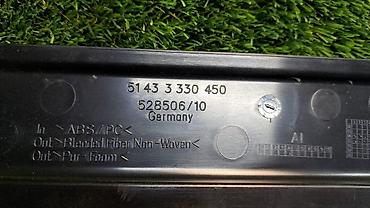 51 43 3 330 450
528506/10
Germany
In >ABS/PC<
Out >Blended Fiber Non-Woven<
Out >Pur-Foam<
AI